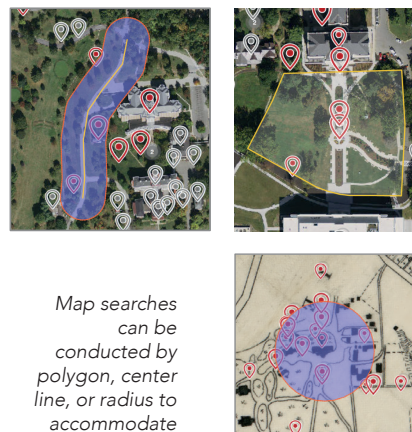 Map searches
can be
conducted by
polygon, center
line, or radius to
accommodate